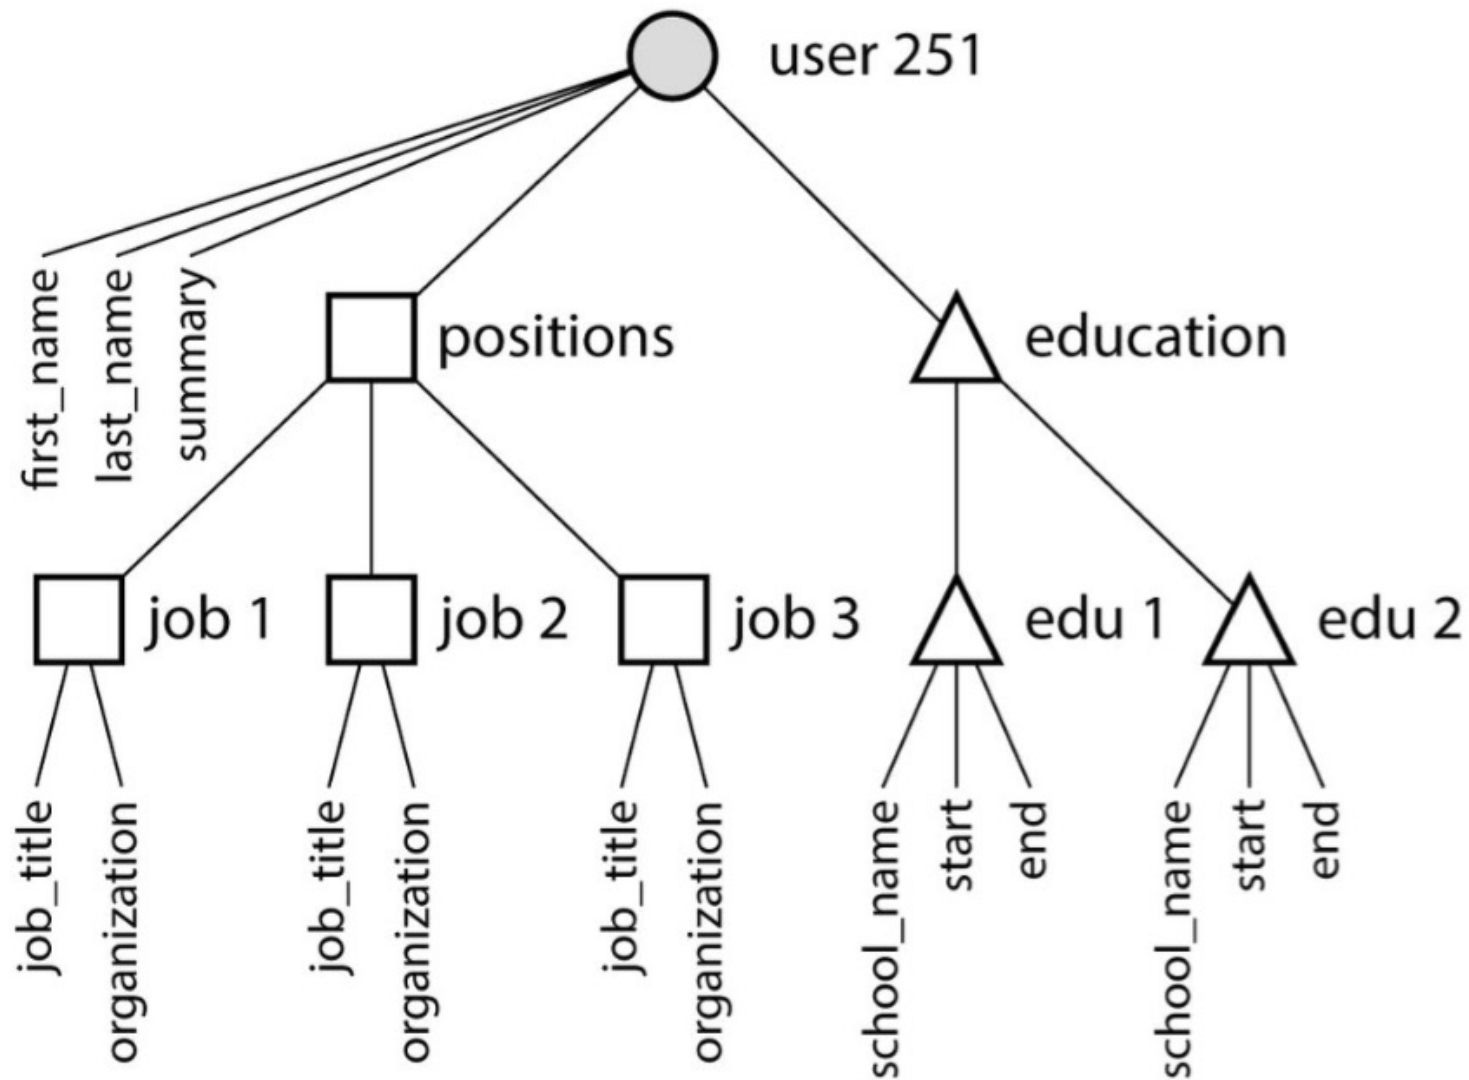 user 251
first_name
last_name
summary
positions
education
job 1
job 2
job 3
edu 1
edu 2
job_title
organization
job_title
organization
job_title
organization
school_name
start
end
school_name
start
end